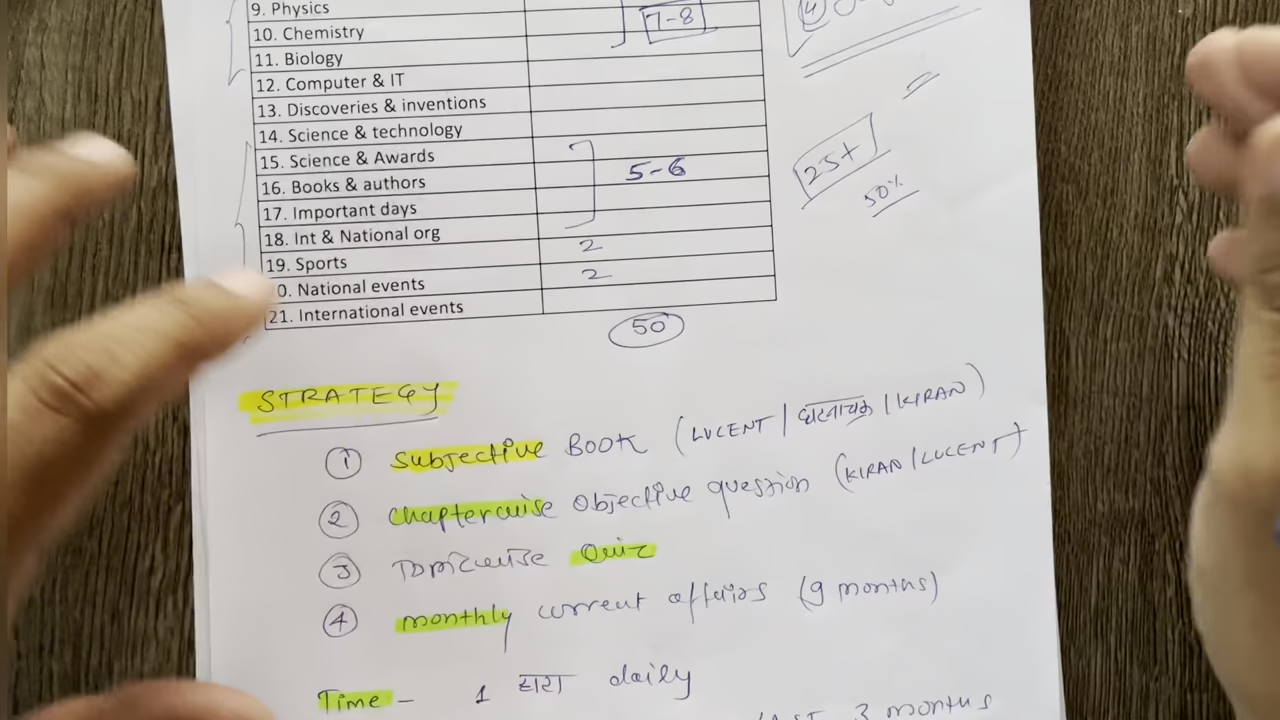 9. Physics
10. Chemistry
7-8
11. Biology
12. Computer & IT
13. Discoveries & inventions
14. Science & technology
15. Science & Awards
16. Books & authors
5-6
17. Important days
18. Int & National org
2
19. Sports
2
0. National events
21. International events
50
25+
50%
STRATEGY
1 Subjective BOOK (LUCENT / घटनाचक्र / KIRAN)
2 Chapterwise Objective question (KIRAN / LUCENT)
3 Topicwise Quiz
4 monthly current affairs (9 months)
Time - 1 घंटा daily
LAST 3 months